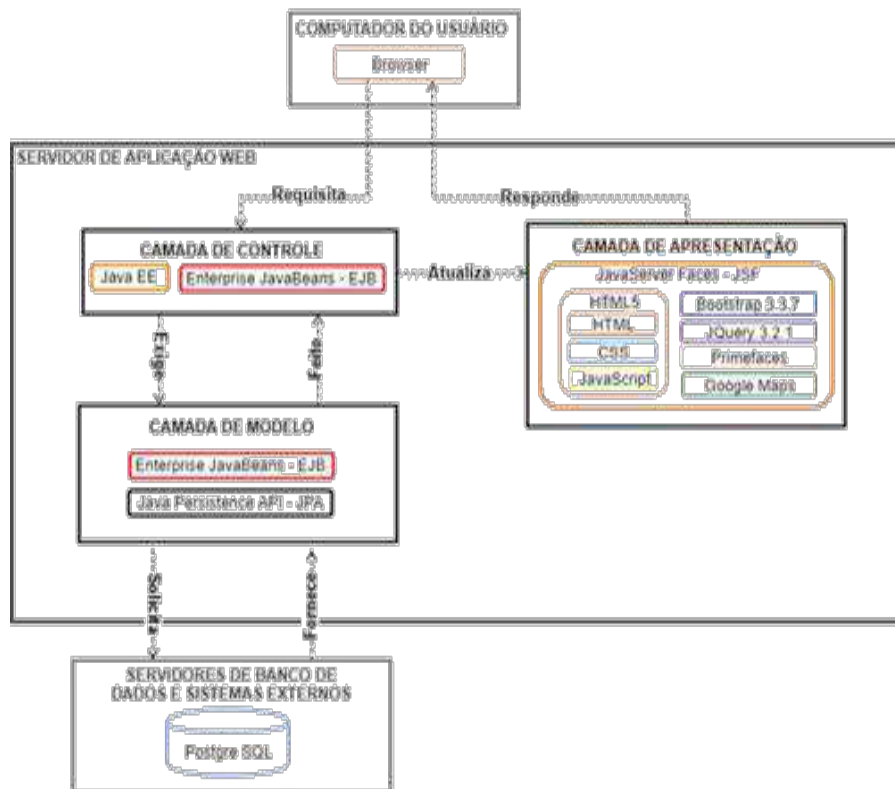 COMPUTADOR DO USUÁRIO
Browser
SERVIDOR DE APLICAÇÃO WEB
Requisita
Responde
CAMADA DE CONTROLE
Java EE
Enterprise JavaBeans - EJB
Atualiza
CAMADA DE APRESENTAÇÃO
JavaServer Faces - JSF
HTML5
HTML
CSS
JavaScript
Bootstrap 3.3.7
JQuery 3.2.1
Primefaces
Google Maps
Exige
CAMADA DE MODELO
Enterprise JavaBeans - EJB
Java Persistence API - JPA
Solicita
Fornece
SERVIDORES DE BANCO DE
DADOS E SISTEMAS EXTERNOS
Postgre SQL